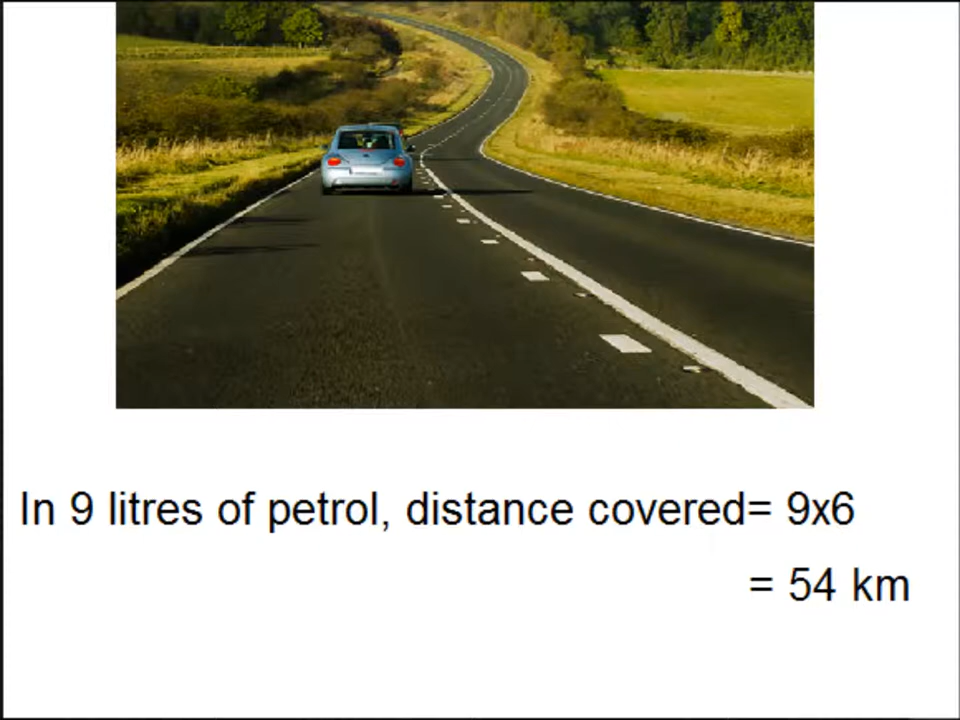 In 9 litres of petrol, distance covered= 9x6
= 54 km